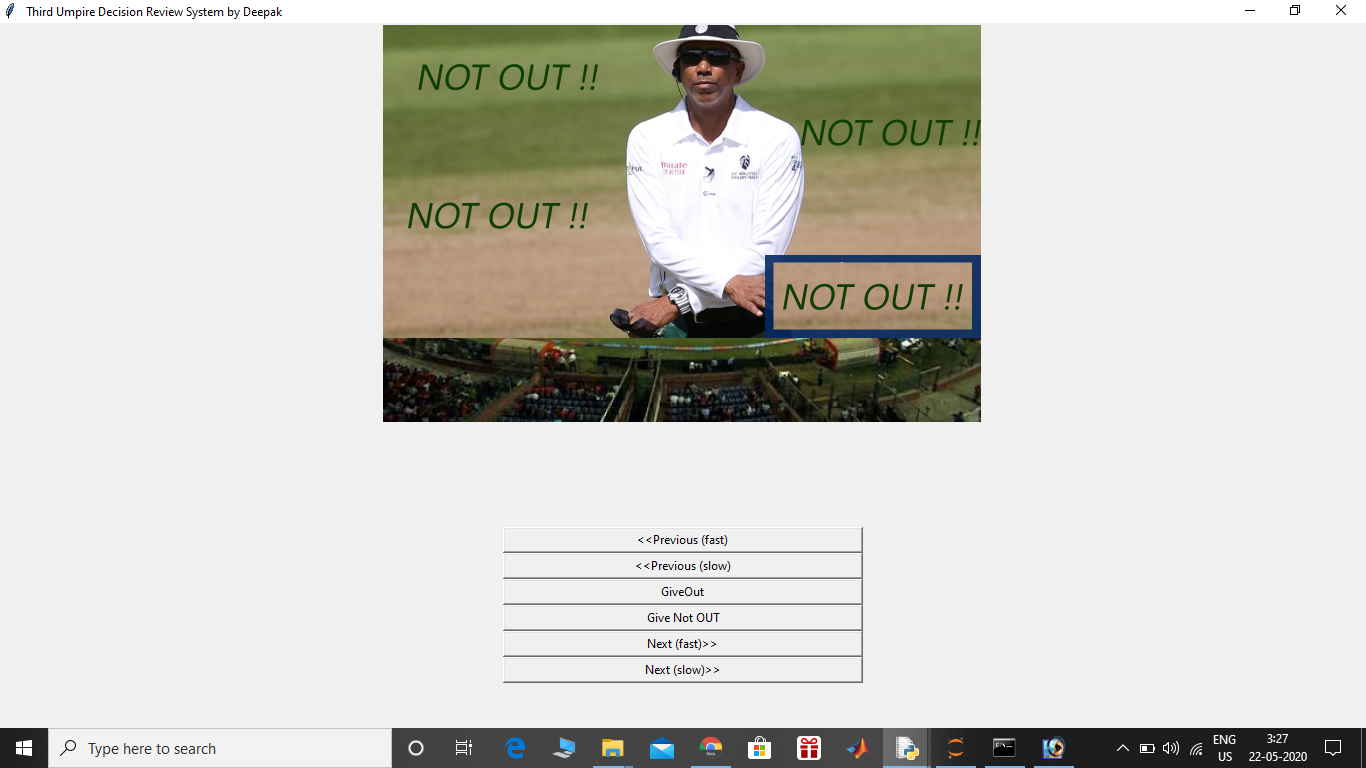 Third Umpire Decision Review System by Deepak
NOT OUT !!
NOT OUT !!
NOT OUT !!
NOT OUT !!
<<Previous (fast)
<<Previous (slow)
GiveOut
Give Not OUT
Next (fast)>>
Next (slow)>>
Type here to search
ENG
US
3:27
22-05-2020